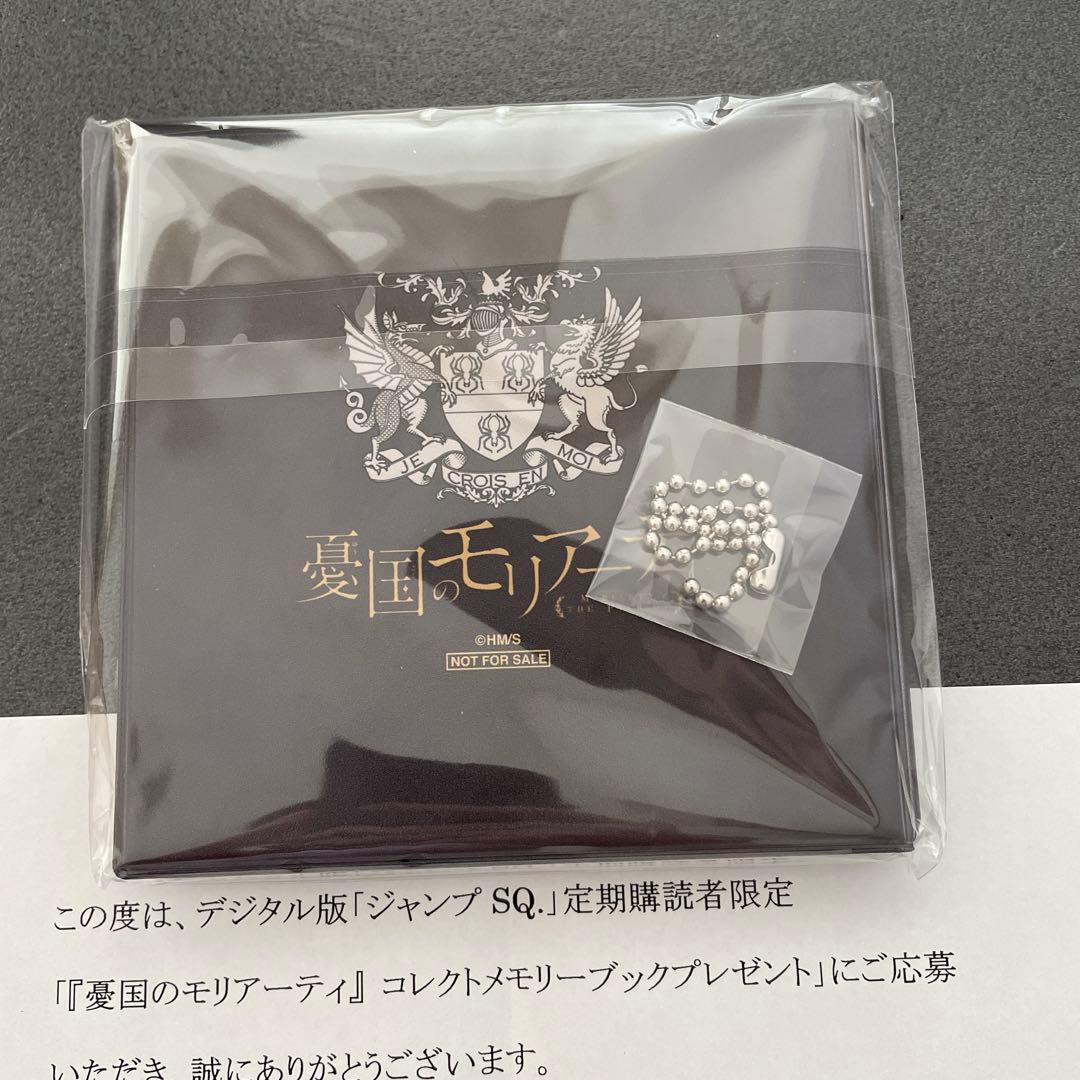 JE CROIS EN MOI
憂国のモリアー
THE
©HM/S
NOT FOR SALE
この度は、デジタル版「ジャンプ SQ.」定期購読者限定
「『憂国のモリアーティ』 コレクトメモリーブックプレゼント」にご応募
いただき、誠にありがとうございます。